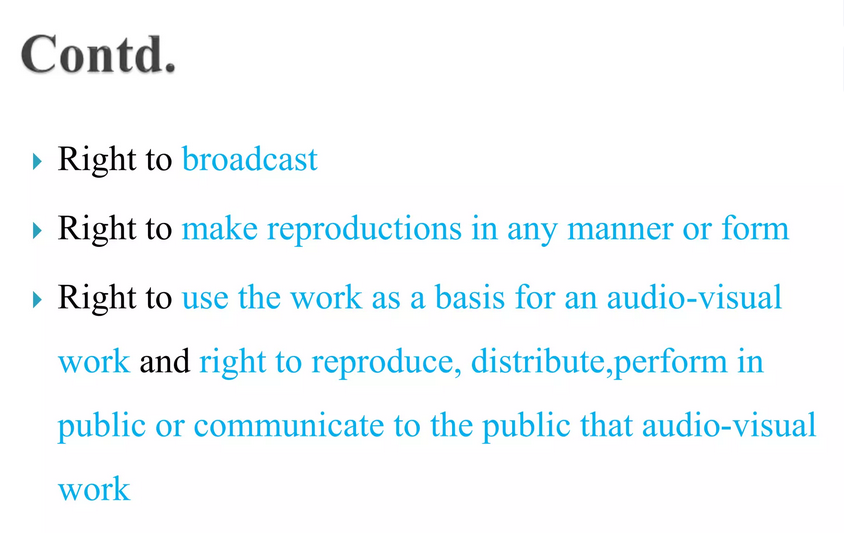 Contd.
Right to broadcast
Right to make reproductions in any manner or form
Right to use the work as a basis for an audio-visual
work and right to reproduce, distribute,perform in
public or communicate to the public that audio-visual
work